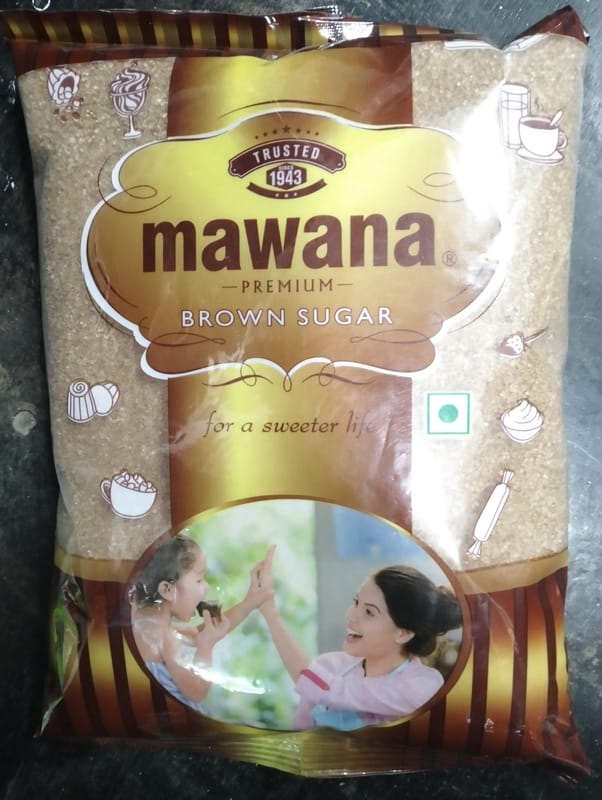 TRUSTED
SINCE
1943
mawana®
PREMIUM
BROWN SUGAR
for a sweeter life